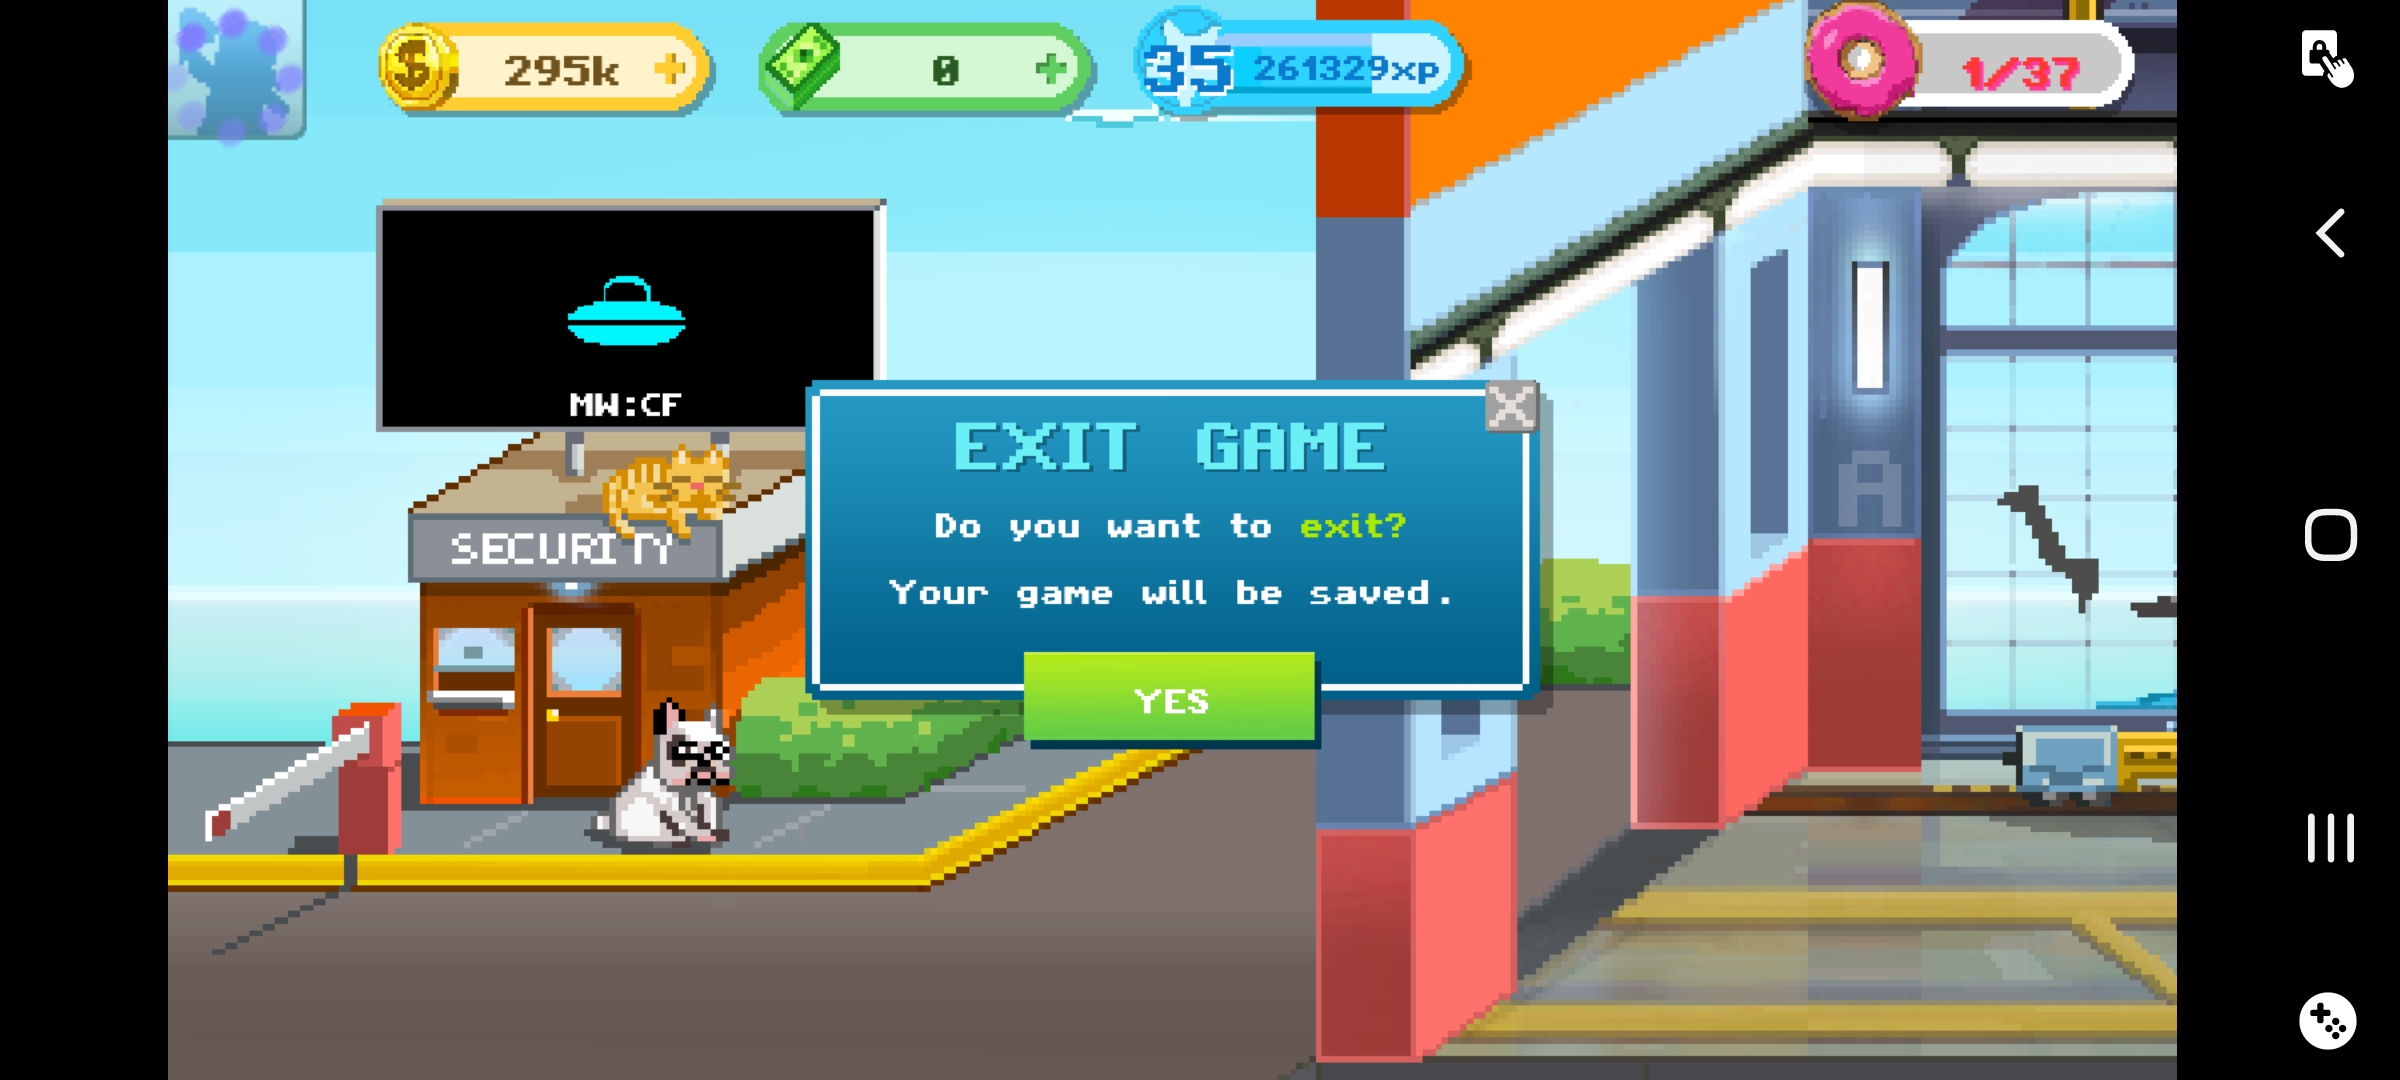 295k
0
35
261329xp
1/37
MW:CF
SECURITY
A
EXIT GAME
Do you want to exit?
Your game will be saved.
YES